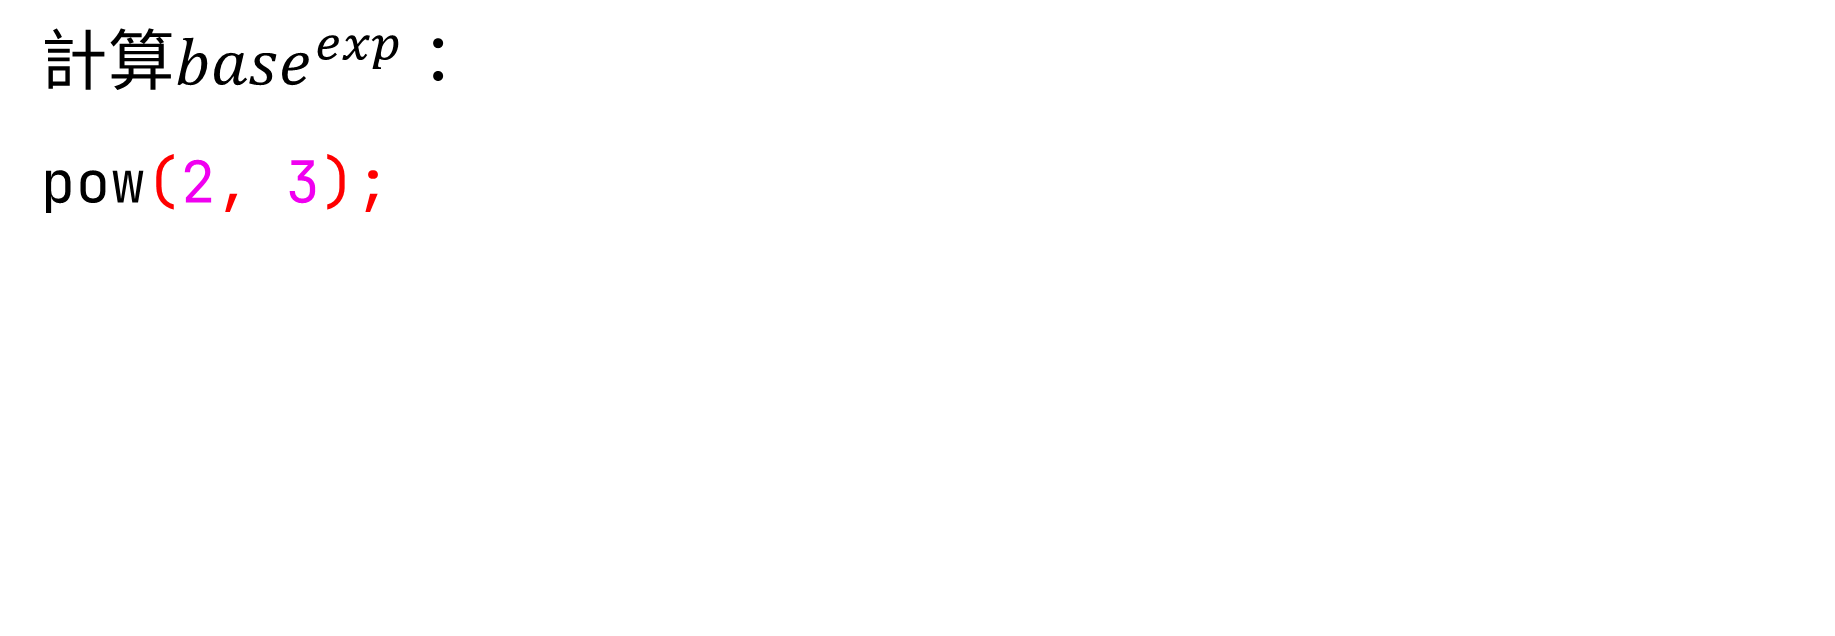 計算base^exp：
pow(2, 3);